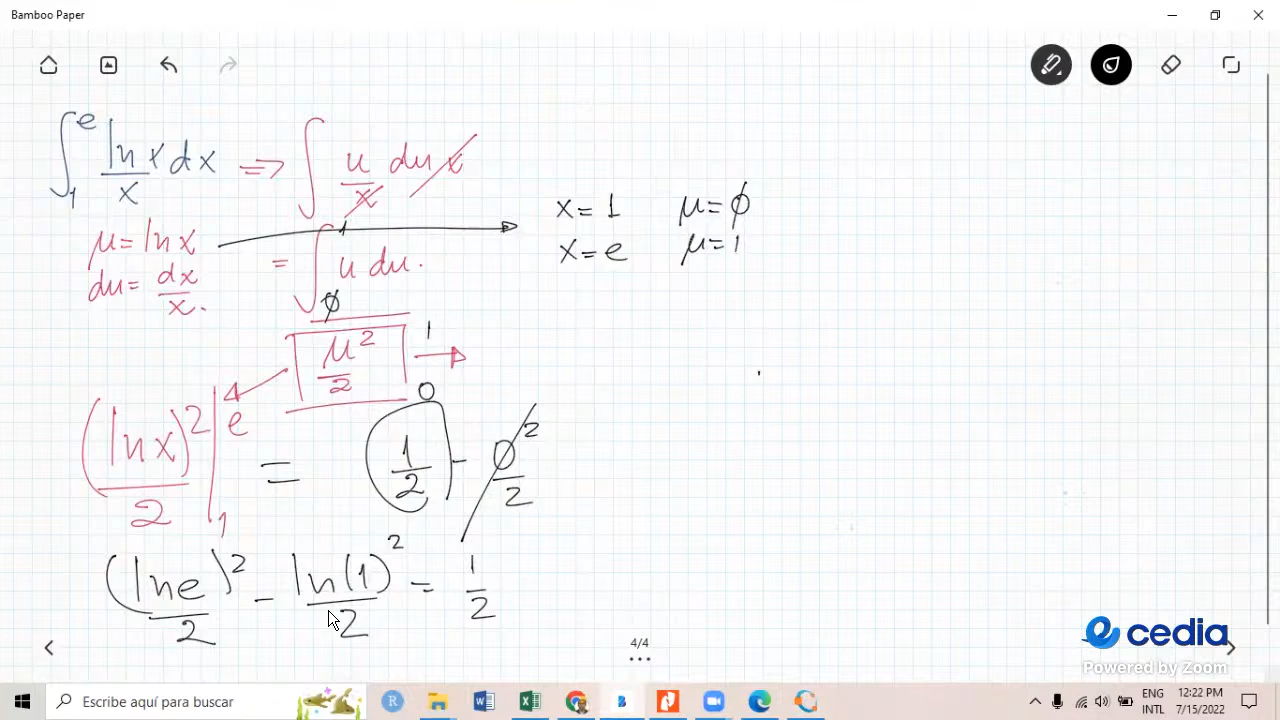 Bamboo Paper
∫₁ᵉ ln x/x dx ⇒ ∫ u/x du x
x = 1 μ = ∅
x = e μ = 1
μ = ln x
du = dx/x.
= ∫₀¹ u du.
μ²/2 |₀¹
(ln x)²/2 |₁ᵉ = 1/2 - 0²/2
(ln e)²/2 - ln(1)²/2 = 1/2
4/4
cedia
Powered by Zoom
Escribe aquí para buscar
R
W
X
B
ENG
INTL
12:22 PM
7/15/2022